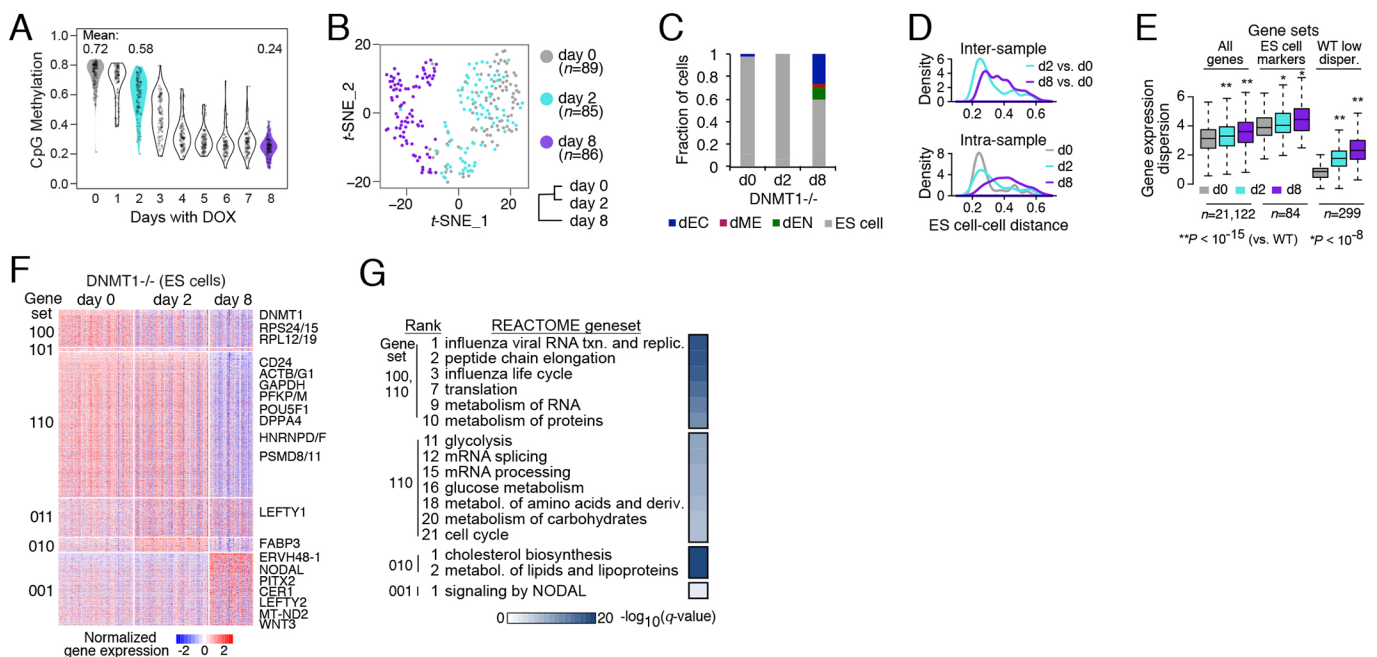 A
Mean:
0.72 0.58 0.24
1.0
0.8
0.6
0.4
0.2
0.0
CpG Methylation
0 1 2 3 4 5 6 7 8
Days with DOX
B
20
0
−20
t-SNE_2
−20 0 20
t-SNE_1
day 0
(n=89)
day 2
(n=85)
day 8
(n=86)
day 0
day 2
day 8
C
Fraction of cells
1
0.8
0.6
0.4
0.2
0
d0 d2 d8
DNMT1-/-
dEC dME dEN ES cell
D
Inter-sample
Density
6
4
2
0
d2 vs. d0
d8 vs. d0
0.2 0.4 0.6
Intra-sample
Density
8
4
0
d0
d2
d8
0.2 0.4 0.6
ES cell-cell distance
E
Gene sets
All genes
ES cell markers
WT low disper.
Gene expression
dispersion
6
4
2
0
** ** * * ** **
d0 d2 d8
n=21,122 n=84 n=299
**P < 10-15 (vs. WT) *P < 10-8
F
DNMT1-/- (ES cells)
Gene set
day 0 day 2 day 8
100
101
110
011
010
001
DNMT1
RPS24/15
RPL12/19
CD24
ACTB/G1
GAPDH
PFKP/M
POU5F1
DPPA4
HNRNPD/F
PSMD8/11
LEFTY1
FABP3
ERVH48-1
NODAL
PITX2
CER1
LEFTY2
MT-ND2
WNT3
Normalized
gene expression
-2 0 2
G
Rank REACTOME geneset
Gene
set
100,
110
1 influenza viral RNA txn. and replic.
2 peptide chain elongation
3 influenza life cycle
7 translation
9 metabolism of RNA
10 metabolism of proteins
110
11 glycolysis
12 mRNA splicing
15 mRNA processing
16 glucose metabolism
18 metabol. of amino acids and deriv.
20 metabolism of carbohydrates
21 cell cycle
010
1 cholesterol biosynthesis
2 metabol. of lipids and lipoproteins
001 1 signaling by NODAL
0 20 -log10(q-value)